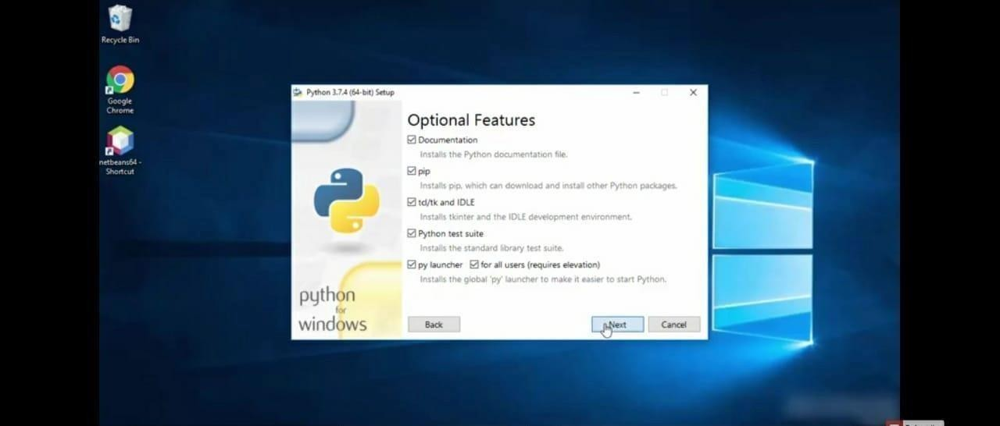 Recycle Bin
Google
Chrome
netbeans64 -
Shortcut
Python 3.7.4 (64-bit) Setup
Optional Features
Documentation
Installs the Python documentation file.
pip
Installs pip, which can download and install other Python packages.
tcl/tk and IDLE
Installs tkinter and the IDLE development environment.
Python test suite
Installs the standard library test suite.
py launcher for all users (requires elevation)
Installs the global 'py' launcher to make it easier to start Python.
python
for
windows
Back
Next
Cancel